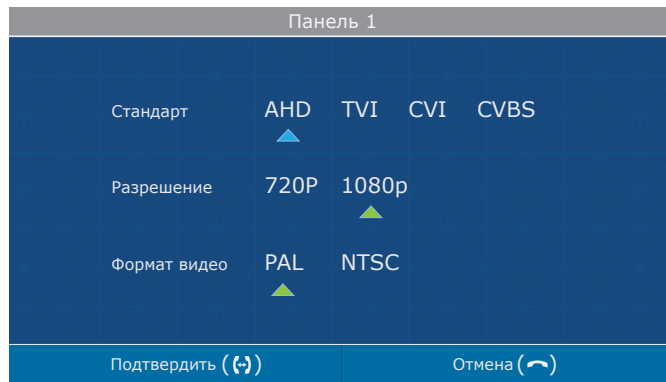 Панель 1
Стандарт AHD TVI CVI CVBS
Разрешение 720P 1080p
Формат видео PAL NTSC
Подтвердить () Отмена ()